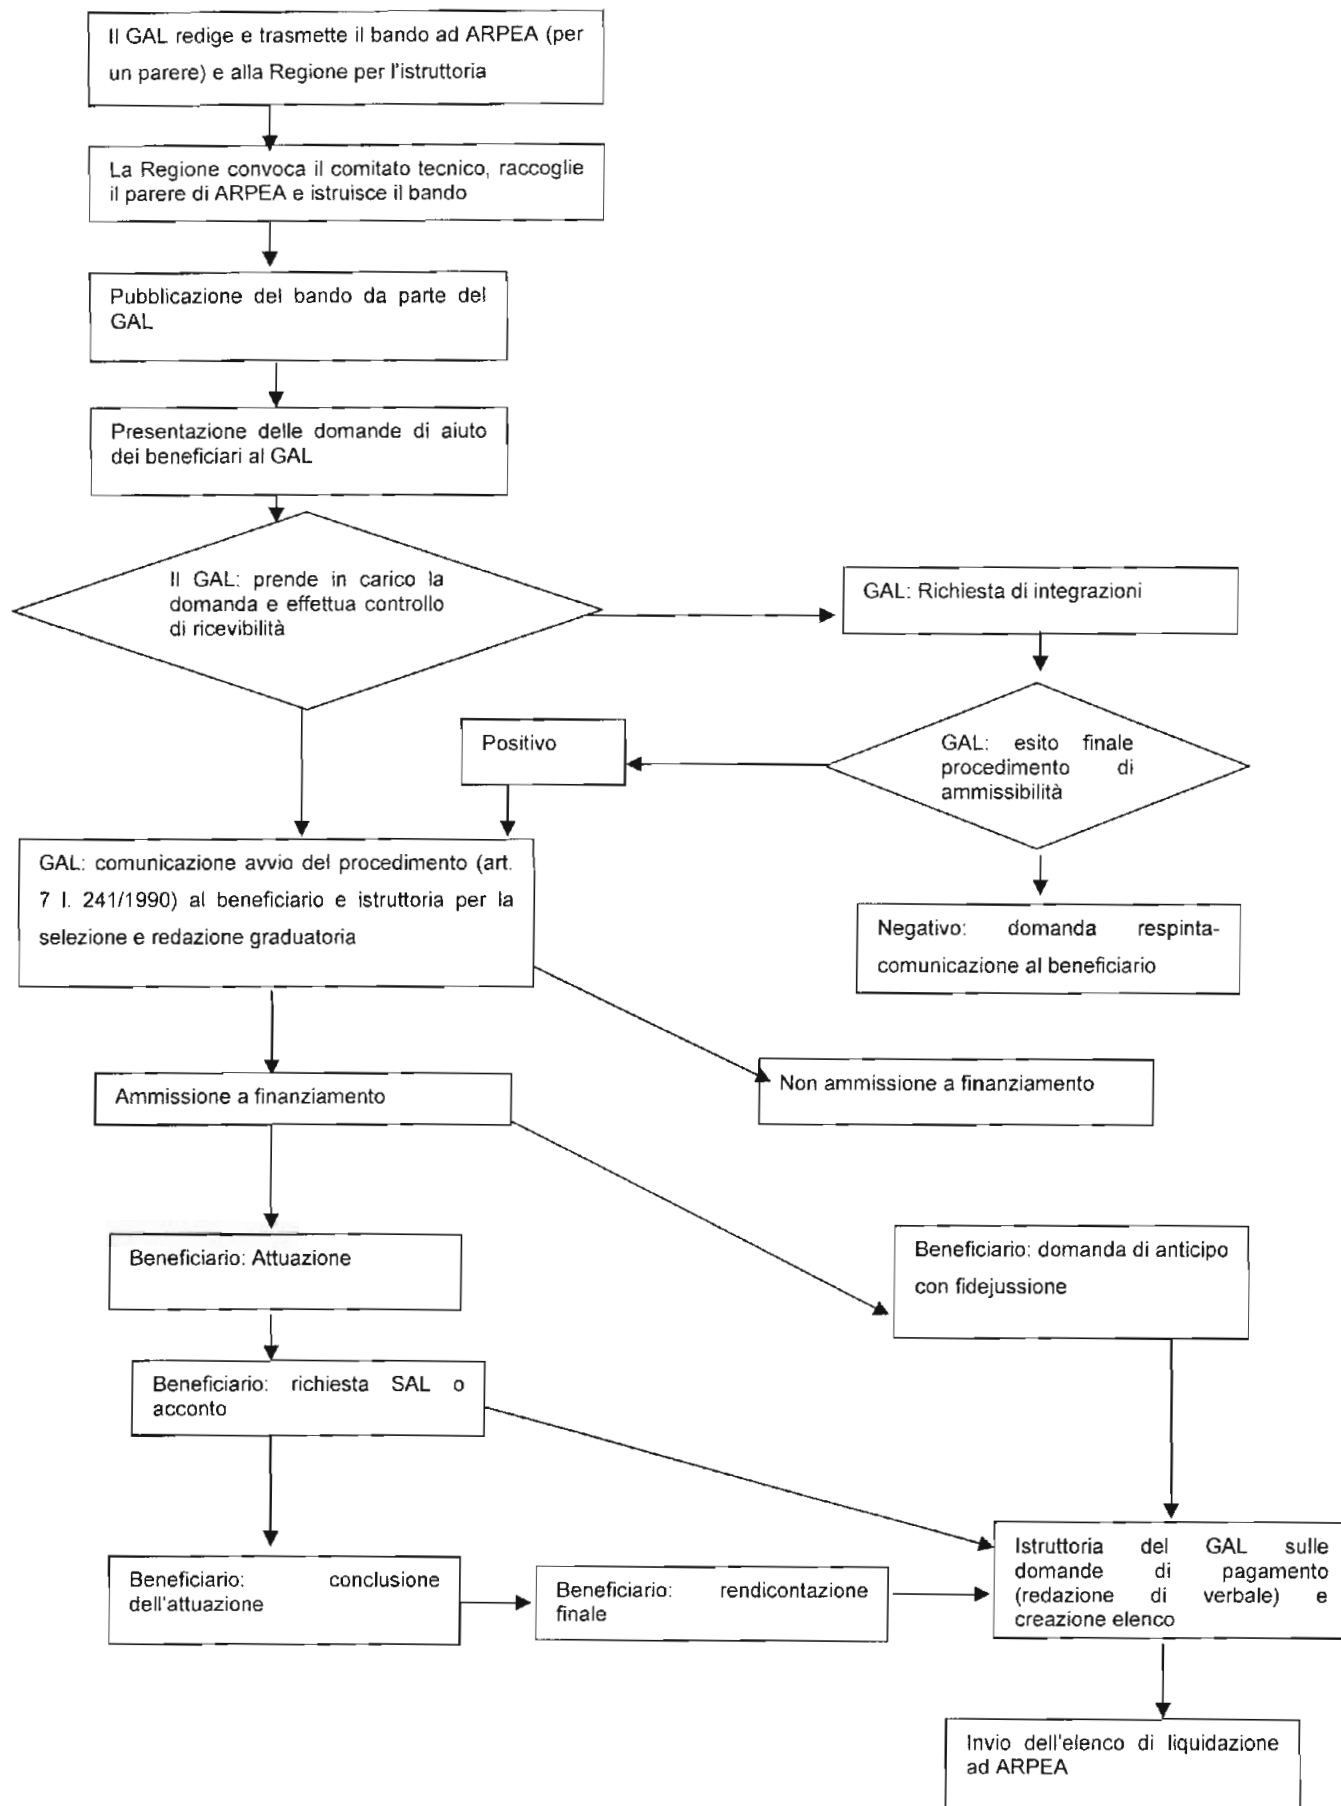 Il GAL redige e trasmette il bando ad ARPEA (per
un parere) e alla Regione per l'istruttoria
La Regione convoca il comitato tecnico, raccoglie
il parere di ARPEA e istruisce il bando
Pubblicazione del bando da parte del
GAL
Presentazione delle domande di aiuto
dei beneficiari al GAL
Il GAL: prende in carico la
domanda e effettua controllo
di ricevibilità
GAL: Richiesta di integrazioni
Positivo
GAL: esito finale
procedimento di
ammissibilità
GAL: comunicazione avvio del procedimento (art.
7 l. 241/1990) al beneficiario e istruttoria per la
selezione e redazione graduatoria
Negativo: domanda respinta-
comunicazione al beneficiario
Ammissione a finanziamento
Non ammissione a finanziamento
Beneficiario: Attuazione
Beneficiario: domanda di anticipo
con fidejussione
Beneficiario: richiesta SAL o
acconto
Beneficiario: conclusione
dell'attuazione
Beneficiario: rendicontazione
finale
Istruttoria del GAL sulle
domande di pagamento
(redazione di verbale) e
creazione elenco
Invio dell'elenco di liquidazione
ad ARPEA